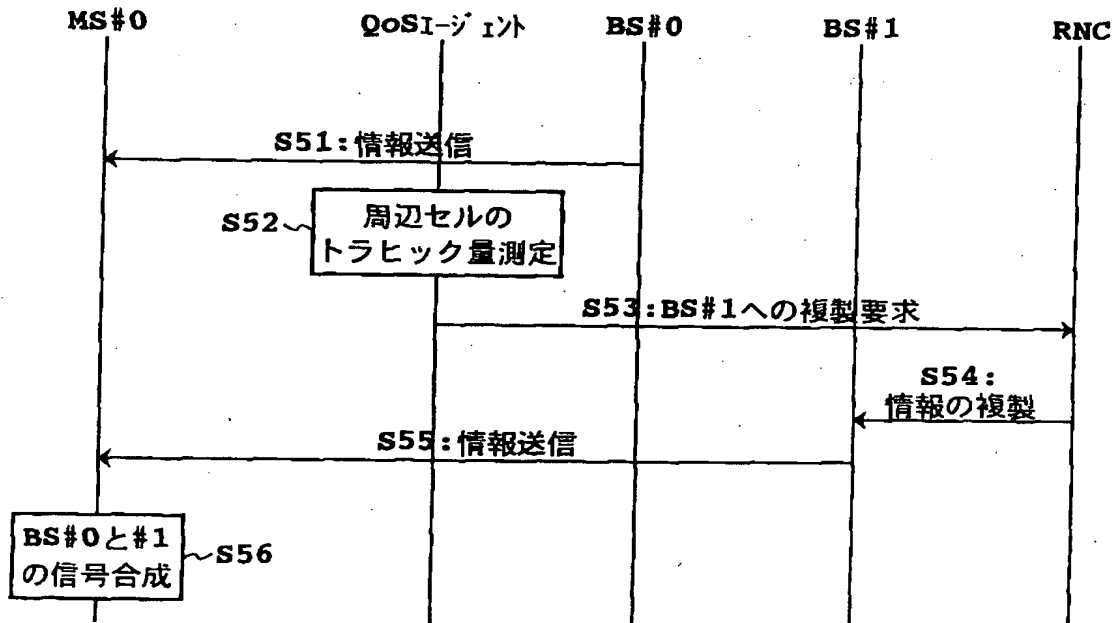 MS#0
QoSエージェント
BS#0
BS#1
RNC
S51:情報送信
S52
周辺セルの
トラヒック量測定
S53:BS#1への複製要求
S54:
情報の複製
S55:情報送信
BS#0と#1
の信号合成
S56